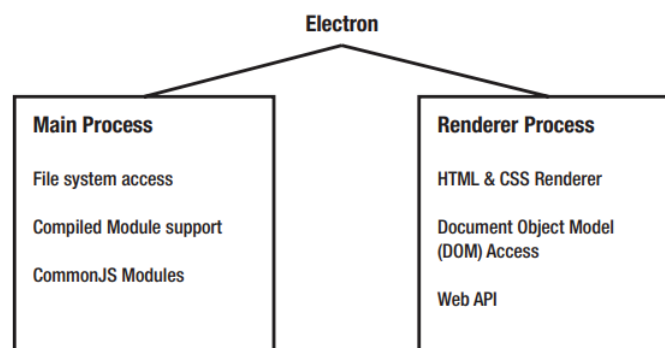 Electron
Main Process
File system access
Compiled Module support
CommonJS Modules
Renderer Process
HTML & CSS Renderer
Document Object Model
(DOM) Access
Web API